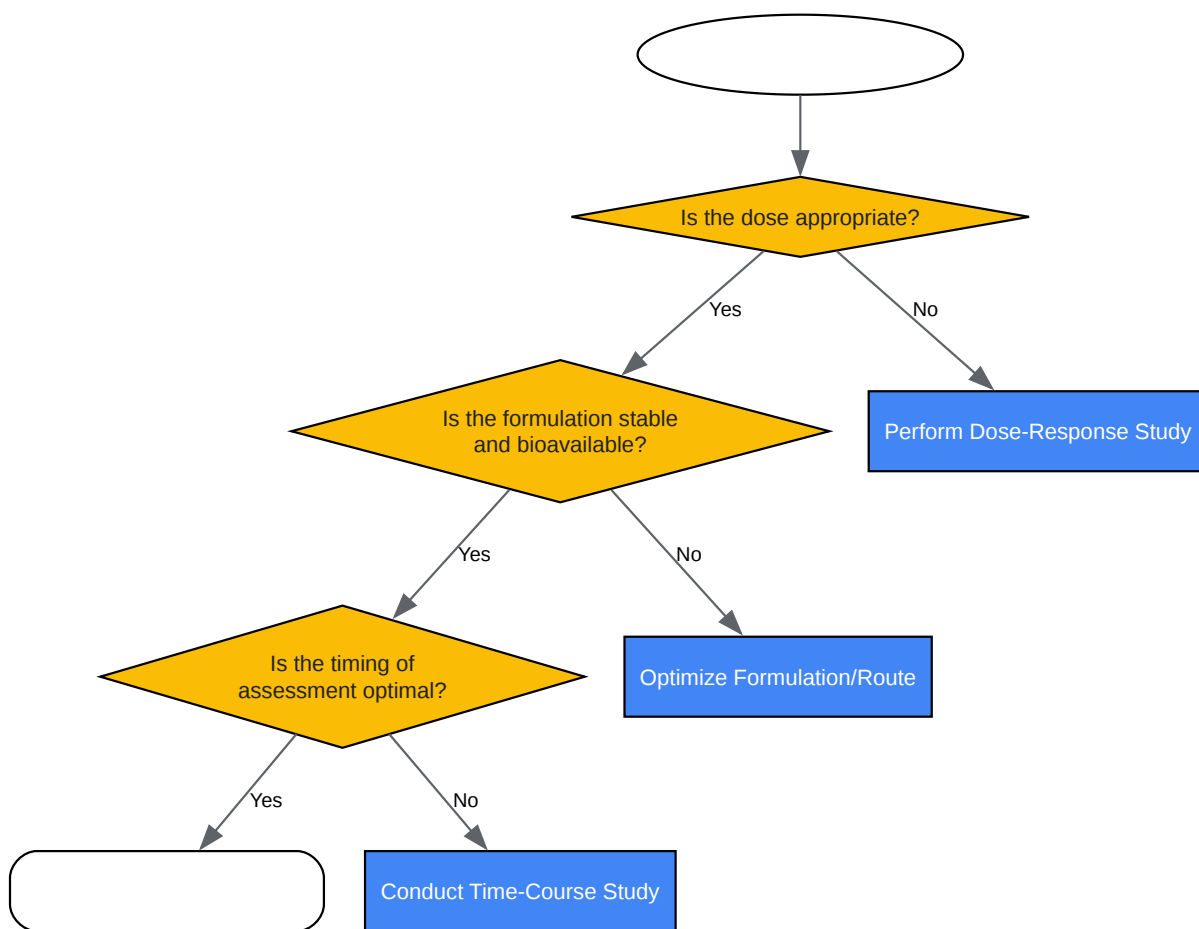 Is the dose appropriate?
Yes
No
Is the formulation stable
and bioavailable?
Perform Dose-Response Study
Yes
No
Is the timing of
assessment optimal?
Optimize Formulation/Route
Yes
No
Conduct Time-Course Study